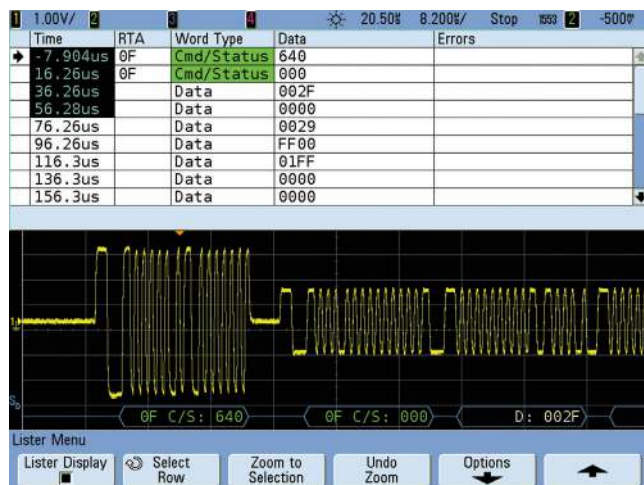 1 1.00V/ 2 3 4 20.50% 8.200%/ Stop 1553 2 -500
Time RTA Word Type Data Errors
-7.904us 0F Cmd/Status 640
16.26us 0F Cmd/Status 000
36.26us Data 002F
56.28us Data 0000
76.26us Data 0029
96.26us Data FF00
116.3us Data 01FF
136.3us Data 0000
156.3us Data 0000
0F C/S: 640 0F C/S: 000 D: 002F
Lister Menu
Lister Display Select Row Zoom to Selection Undo Zoom Options